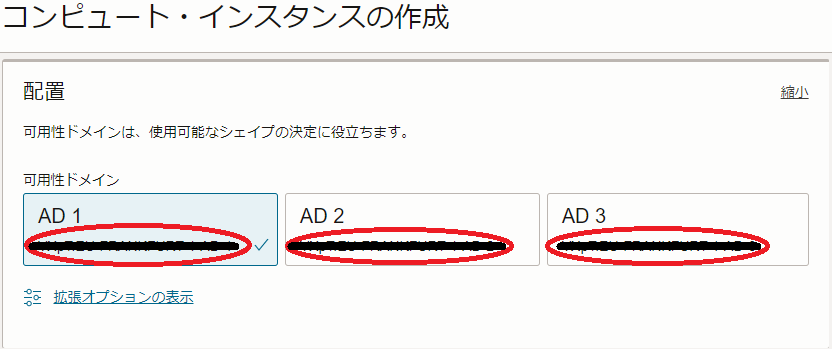 コンピュート・インスタンスの作成
配置
縮小
可用性ドメインは、使用可能なシェイプの決定に役立ちます。
可用性ドメイン
AD 1
AD 2
AD 3
拡張オプションの表示